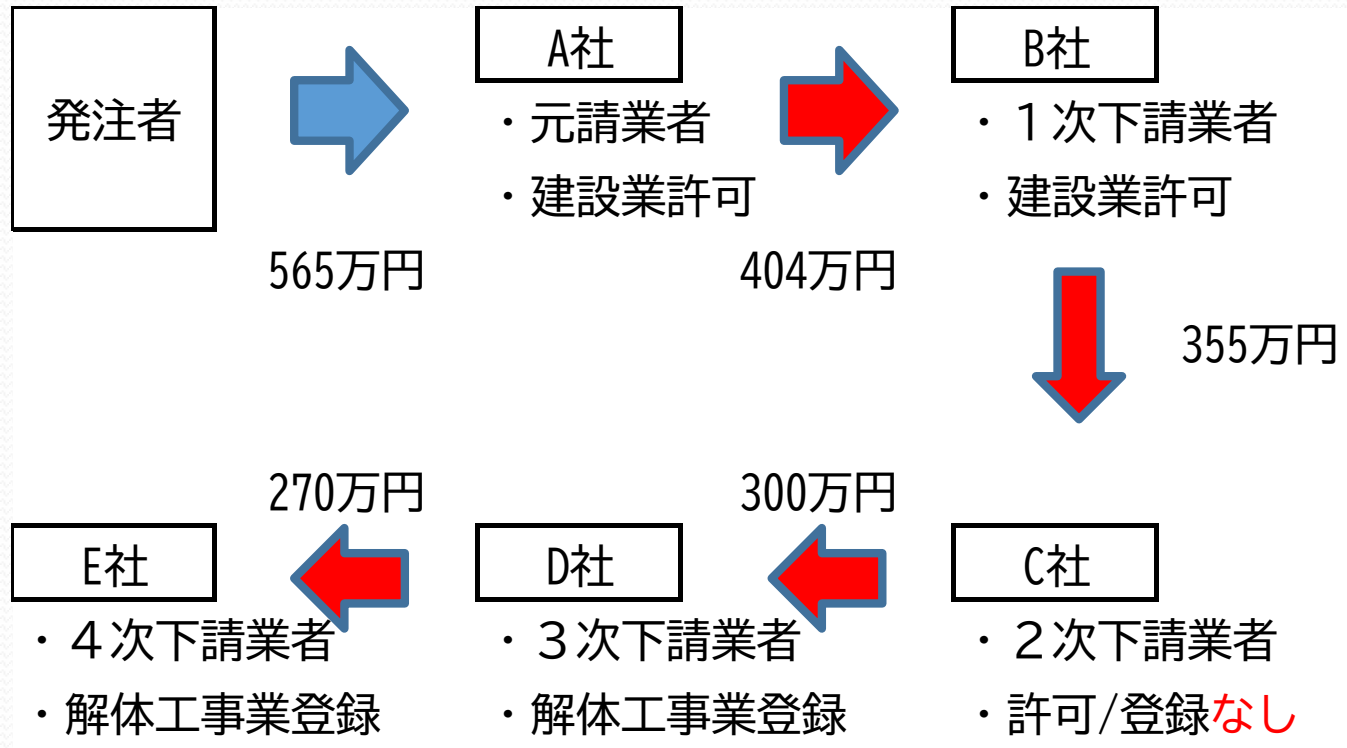 発注者
565万円
A社
・元請業者
・建設業許可
404万円
B社
・１次下請業者
・建設業許可
355万円
C社
・２次下請業者
・許可/登録なし
300万円
D社
・３次下請業者
・解体工事業登録
270万円
E社
・４次下請業者
・解体工事業登録